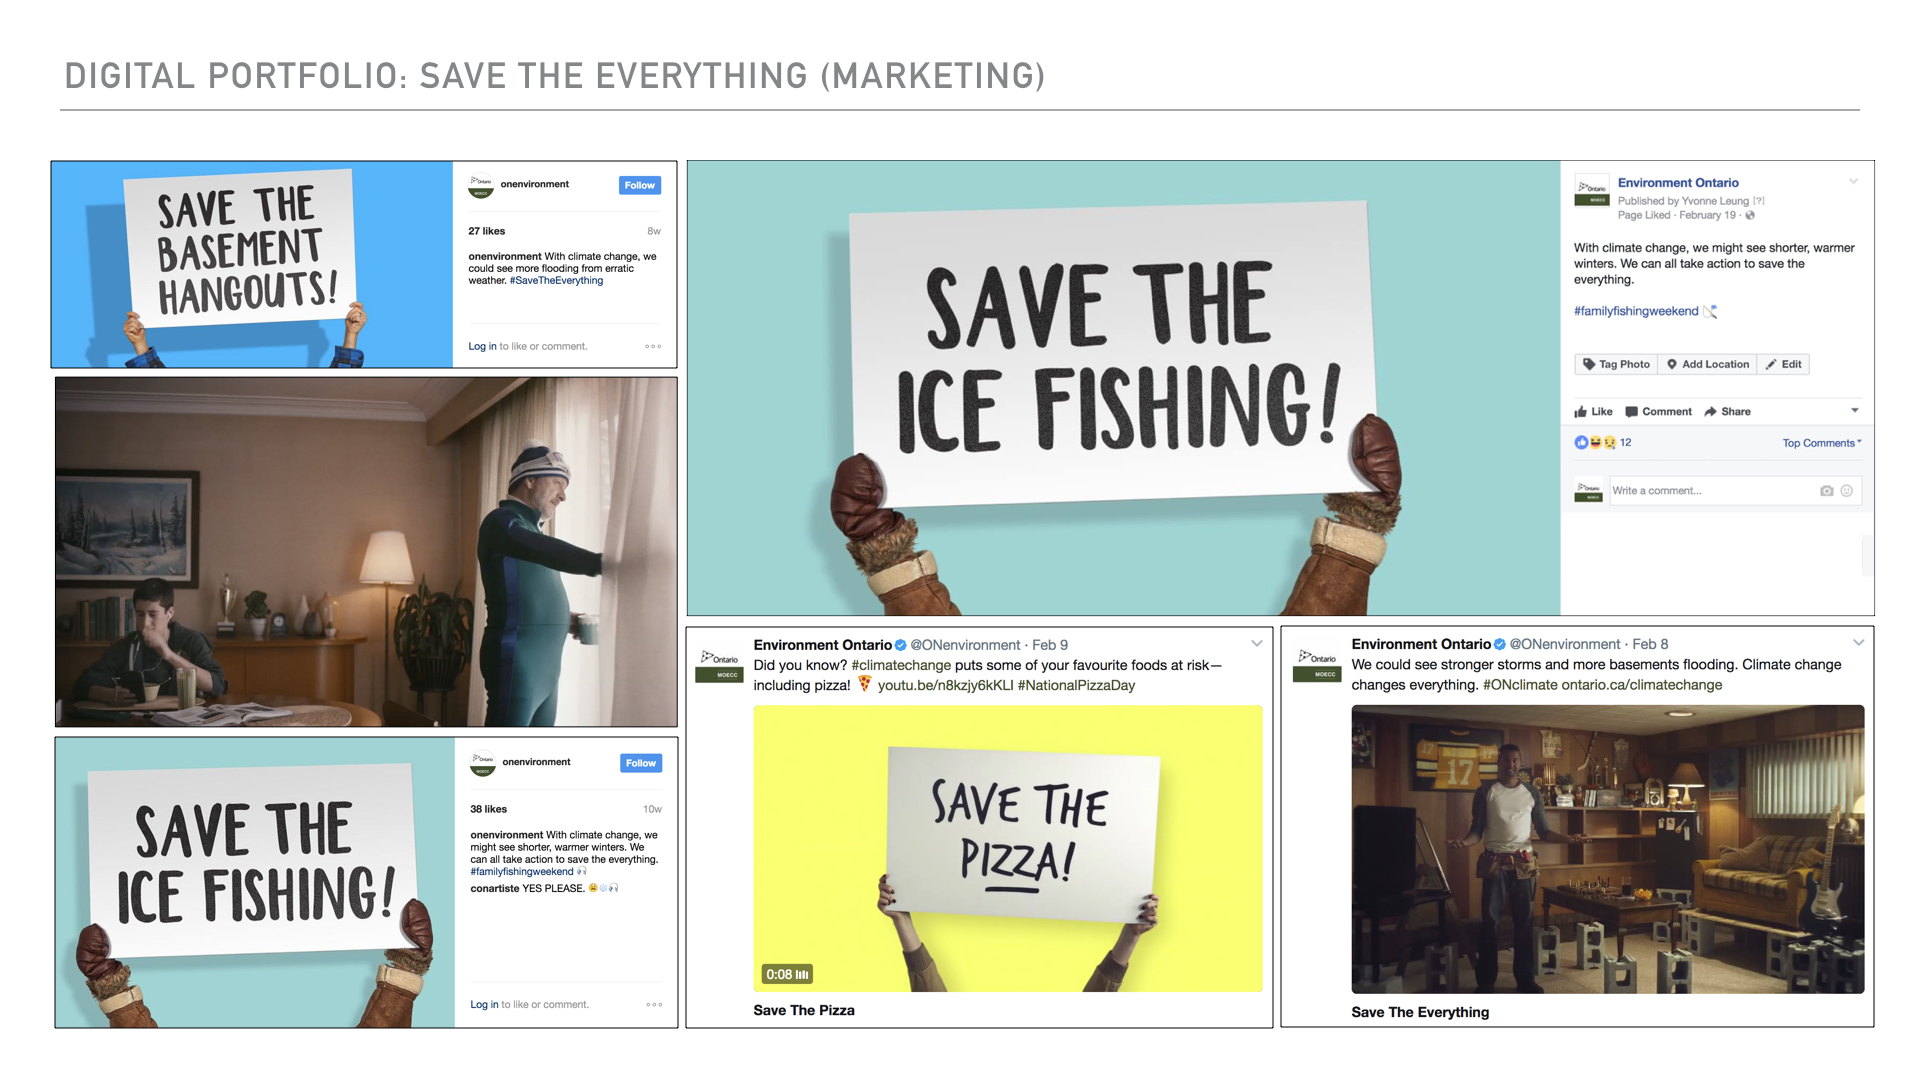 DIGITAL PORTFOLIO: SAVE THE EVERYTHING (MARKETING)
SAVE THE
BASEMENT
HANGOUTS!
Ontario
MOECC
onenvironment
Follow
27 likes
8w
onenvironment With climate change, we
could see more flooding from erratic
weather. #SaveTheEverything
Log in to like or comment.
SAVE THE
ICE FISHING!
Ontario
MOECC
Environment Ontario
Published by Yvonne Leung [?]
Page Liked · February 19 ·
With climate change, we might see shorter, warmer
winters. We can all take action to save the
everything.
#familyfishingweekend
Tag Photo
Add Location
Edit
Like
Comment
Share
12
Top Comments
Ontario
Write a comment...
SAVE THE
ICE FISHING!
Ontario
MOECC
onenvironment
Follow
38 likes
10w
onenvironment With climate change, we
might see shorter, warmer winters. We
can all take action to save the everything.
#familyfishingweekend
conartiste YES PLEASE.
Log in to like or comment.
Ontario
MOECC
Environment Ontario @ONenvironment · Feb 9
Did you know? #climatechange puts some of your favourite foods at risk—
including pizza! 🍕 youtu.be/n8kzjy6kKLI #NationalPizzaDay
SAVE THE
PIZZA!
0:08
Save The Pizza
Ontario
MOECC
Environment Ontario @ONenvironment · Feb 8
We could see stronger storms and more basements flooding. Climate change
changes everything. #ONclimate ontario.ca/climatechange
17
17
17
Save The Everything